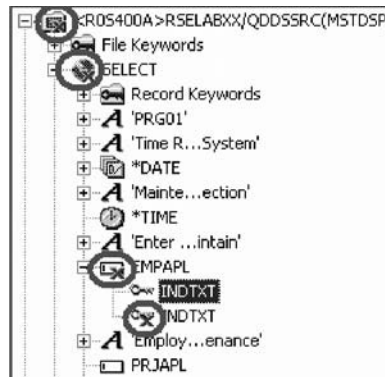 <R05400A>RSELABXX/QDDSSRC(MSTDSP
File Keywords
SELECT
Record Keywords
'PRG01'
'Time R...System'
*DATE
'Mainte...ection'
*TIME
'Enter ...intain'
EMPAPL
INDTXT
INDTXT
'Employ...enance'
PRJAPL